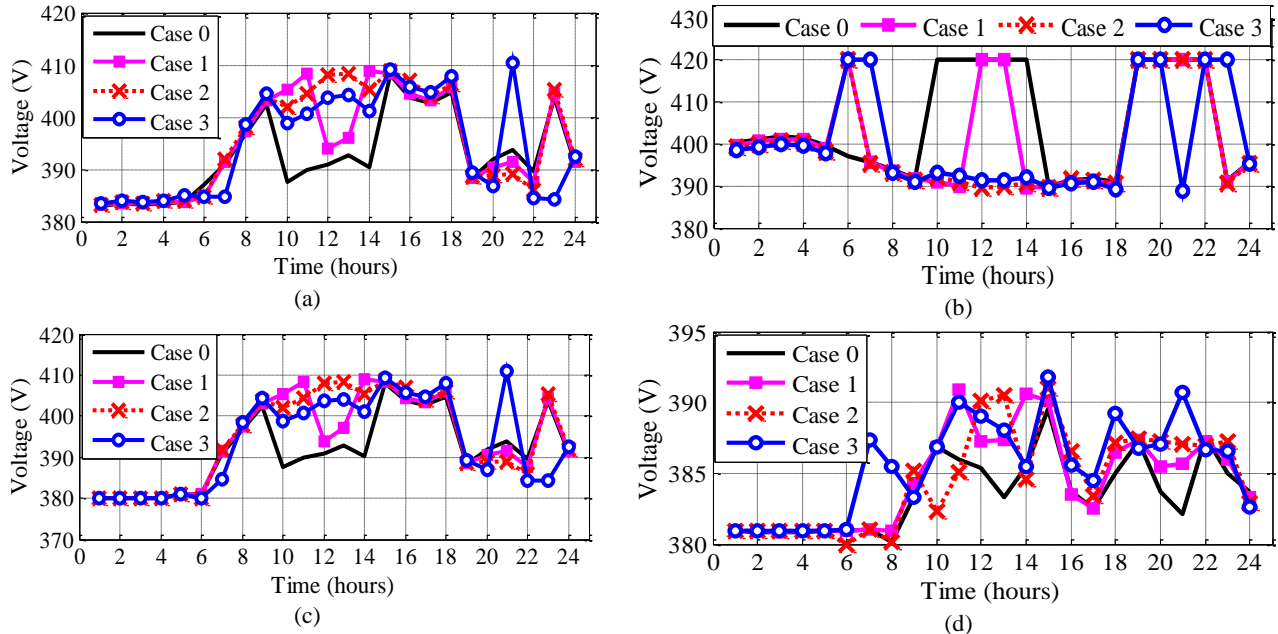 420
410
400
390
380
Voltage (V)
Case 0
Case 1
Case 2
Case 3
0 2 4 6 8 10 12 14 16 18 20 22 24
Time (hours)
(a)
430
420
400
390
380
Voltage (V)
Case 0 Case 1 Case 2 Case 3
0 2 4 6 8 10 12 14 16 18 20 22 24
Time (hours)
(b)
420
410
400
390
380
370
Voltage (V)
Case 0
Case 1
Case 2
Case 3
0 2 4 6 8 10 12 14 16 18 20 22 24
Time (hours)
(c)
395
390
385
380
Voltage (V)
Case 0
Case 1
Case 2
Case 3
0 2 4 6 8 10 12 14 16 18 20 22 24
Time (hours)
(d)